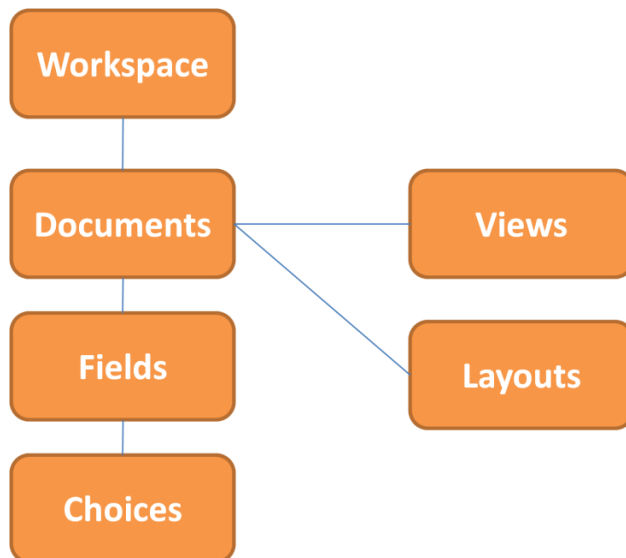 Workspace
Documents
Views
Fields
Layouts
Choices